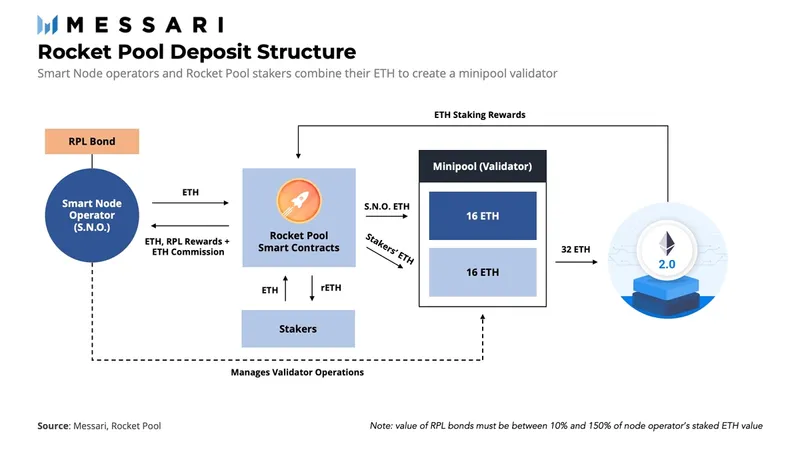 MESSARI
Rocket Pool Deposit Structure
Smart Node operators and Rocket Pool stakers combine their ETH to create a minipool validator
ETH Staking Rewards
RPL Bond
Minipool (Validator)
Smart Node
Operator
(S.N.O.)
ETH
ETH, RPL Rewards +
ETH Commission
Rocket Pool
Smart Contracts
S.N.O. ETH
Stakers' ETH
16 ETH
16 ETH
32 ETH
2.0
ETH
rETH
Stakers
Manages Validator Operations
Source: Messari, Rocket Pool
Note: value of RPL bonds must be between 10% and 150% of node operator's staked ETH value